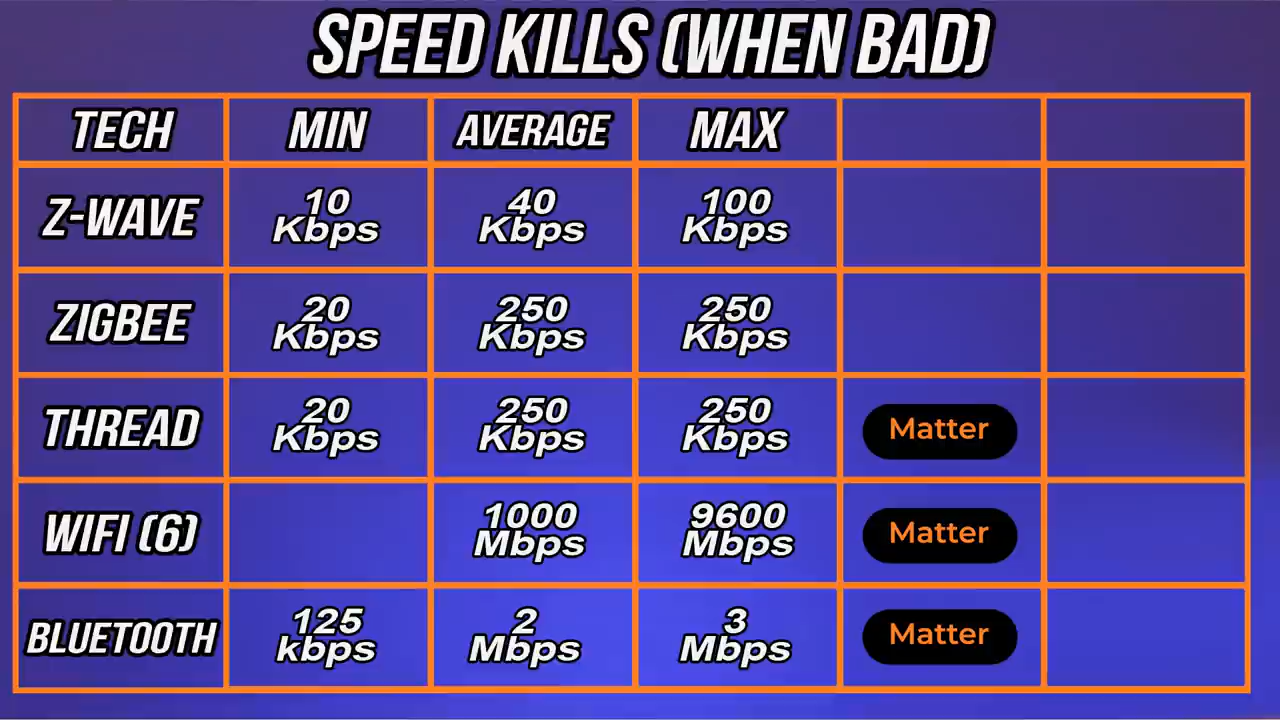 SPEED KILLS (WHEN BAD)
TECH MIN AVERAGE MAX
Z-WAVE 10 Kbps 40 Kbps 100 Kbps
ZIGBEE 20 Kbps 250 Kbps 250 Kbps
THREAD 20 Kbps 250 Kbps 250 Kbps Matter
WIFI (6) 1000 Mbps 9600 Mbps Matter
BLUETOOTH 125 kbps 2 Mbps 3 Mbps Matter